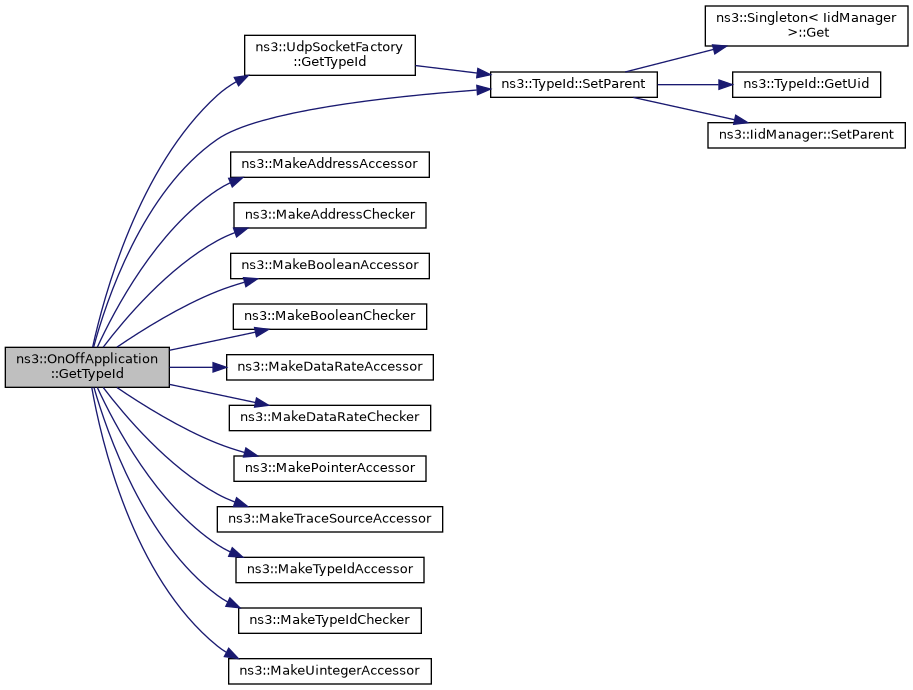 ns3::UdpSocketFactory
::GetTypeId
ns3::Singleton< IidManager
>::Get
ns3::TypeId::SetParent
ns3::TypeId::GetUid
ns3::IidManager::SetParent
ns3::MakeAddressAccessor
ns3::MakeAddressChecker
ns3::MakeBooleanAccessor
ns3::MakeBooleanChecker
ns3::OnOffApplication
::GetTypeId
ns3::MakeDataRateAccessor
ns3::MakeDataRateChecker
ns3::MakePointerAccessor
ns3::MakeTraceSourceAccessor
ns3::MakeTypeIdAccessor
ns3::MakeTypeIdChecker
ns3::MakeUintegerAccessor